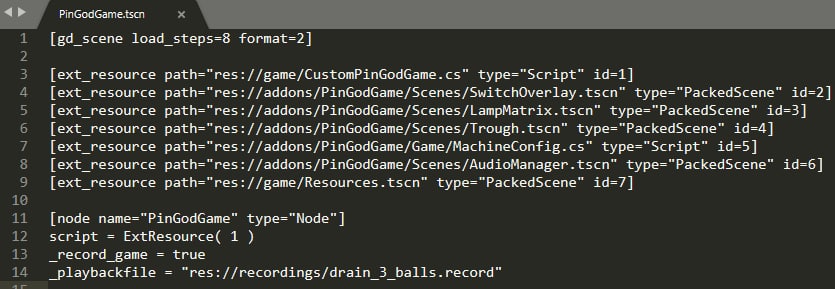 PinGodGame.tscn ×
1 [gd_scene load_steps=8 format=2]
2
3 [ext_resource path="res://game/CustomPinGodGame.cs" type="Script" id=1]
4 [ext_resource path="res://addons/PinGodGame/Scenes/SwitchOverlay.tscn" type="PackedScene" id=2]
5 [ext_resource path="res://addons/PinGodGame/Scenes/LampMatrix.tscn" type="PackedScene" id=3]
6 [ext_resource path="res://addons/PinGodGame/Scenes/Trough.tscn" type="PackedScene" id=4]
7 [ext_resource path="res://addons/PinGodGame/Game/MachineConfig.cs" type="Script" id=5]
8 [ext_resource path="res://addons/PinGodGame/Scenes/AudioManager.tscn" type="PackedScene" id=6]
9 [ext_resource path="res://game/Resources.tscn" type="PackedScene" id=7]
10
11 [node name="PinGodGame" type="Node"]
12 script = ExtResource( 1 )
13 _record_game = true
14 _playbackfile = "res://recordings/drain_3_balls.record"
15